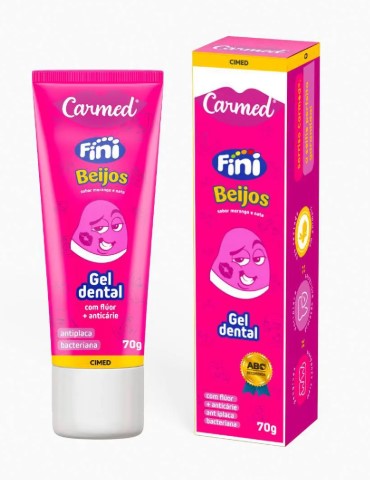 Carmed®
Fini
Beijos
sabor morango e nata
Gel
dental
com flúor
+ anticárie
antiplaca
bacteriana
70g
CIMED
CIMED
Carmed®
Fini
Beijos
sabor morango e nata
Gel
dental
ABO
com flúor
+ anticárie
antiplaca
bacteriana
70g